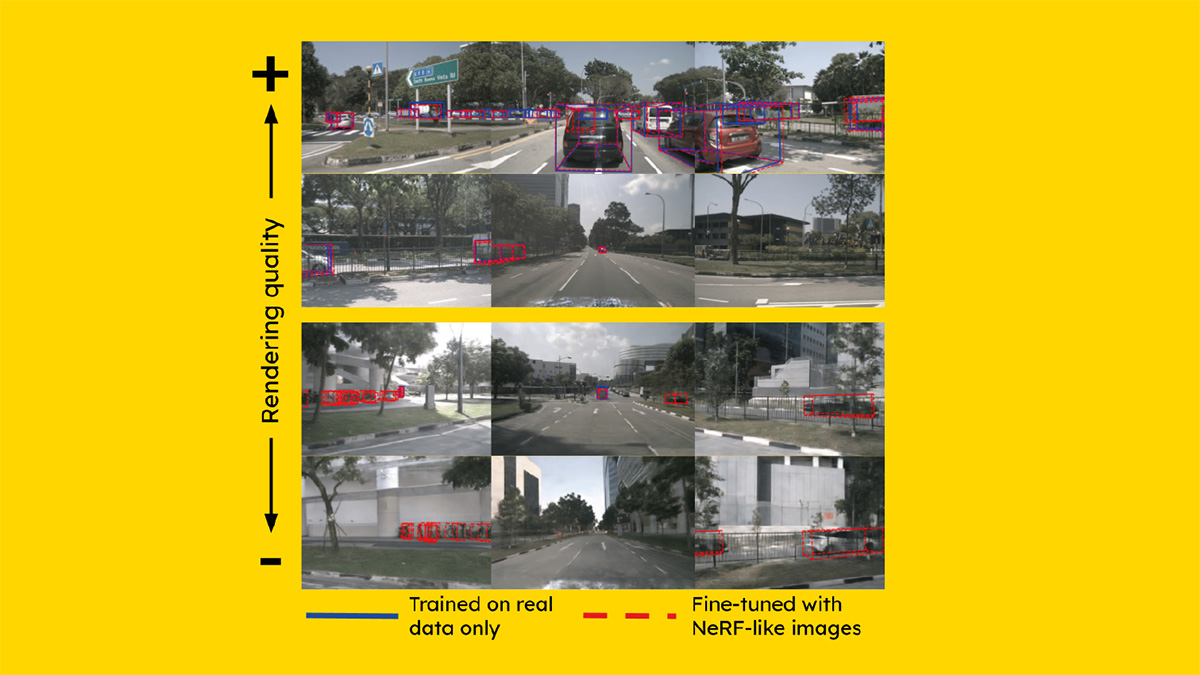 +
Rendering quality
-
Trained on real
data only
Fine-tuned with
NeRF-like images